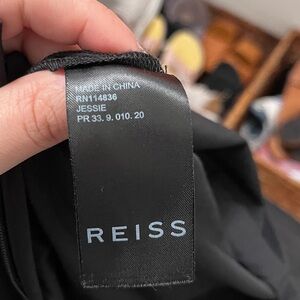 MADE IN CHINA
RN114836
JESSIE
PR 33. 9. 010. 20
REISS